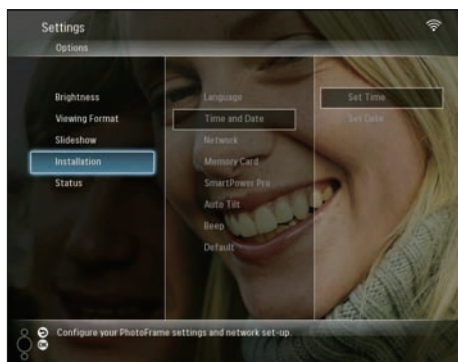 Settings
Options
Brightness
Viewing Format
Slideshow
Installation
Status
Language
Time and Date
Network
Memory Card
SmartPower Pro
Auto Tilt
Beep
Default
Set Time
Set Date
Configure your PhotoFrame settings and network set-up.
OK